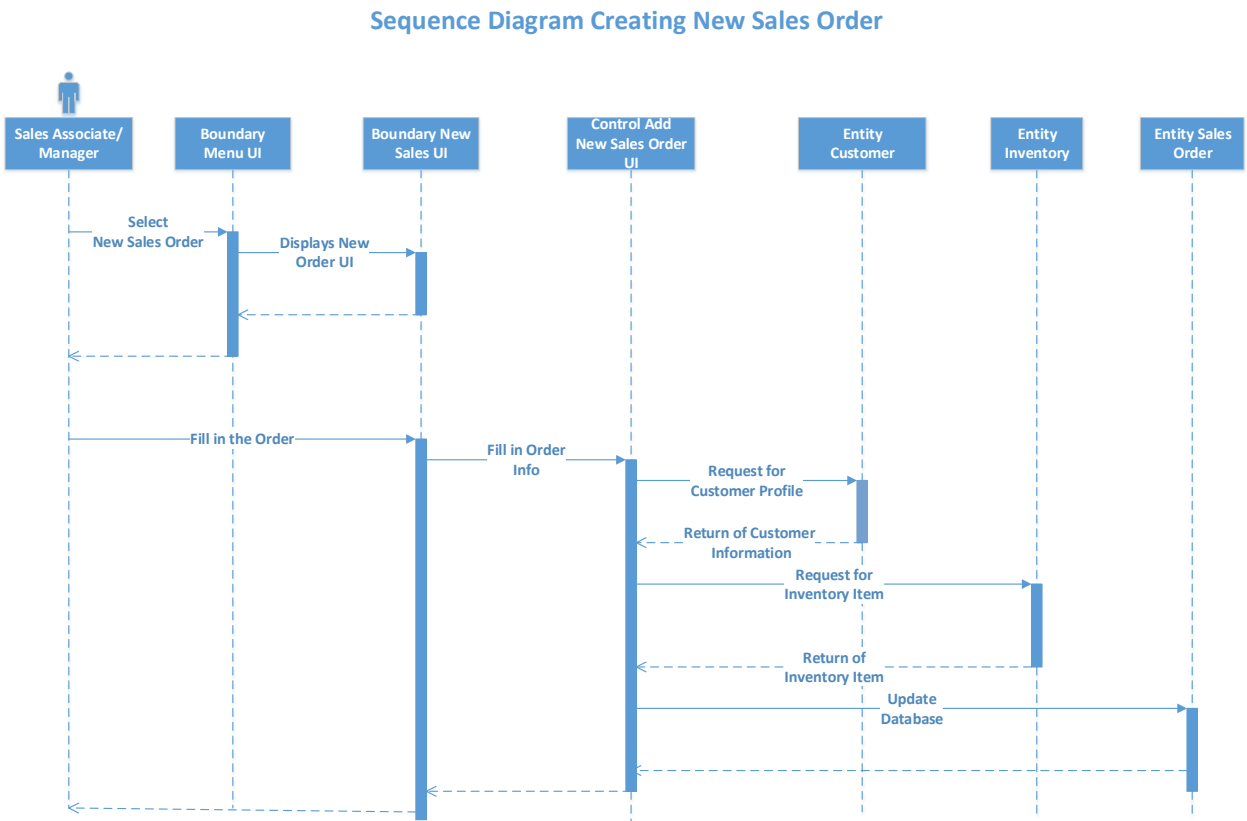 Sequence Diagram Creating New Sales Order
Sales Associate/
Manager
Boundary
Menu UI
Boundary New
Sales UI
Control Add
New Sales Order
UI
Entity
Customer
Entity
Inventory
Entity Sales
Order
Select
New Sales Order
Displays New
Order UI
Fill in the Order
Fill in Order
Info
Request for
Customer Profile
Return of Customer
Information
Request for
Inventory Item
Return of
Inventory Item
Update
Database